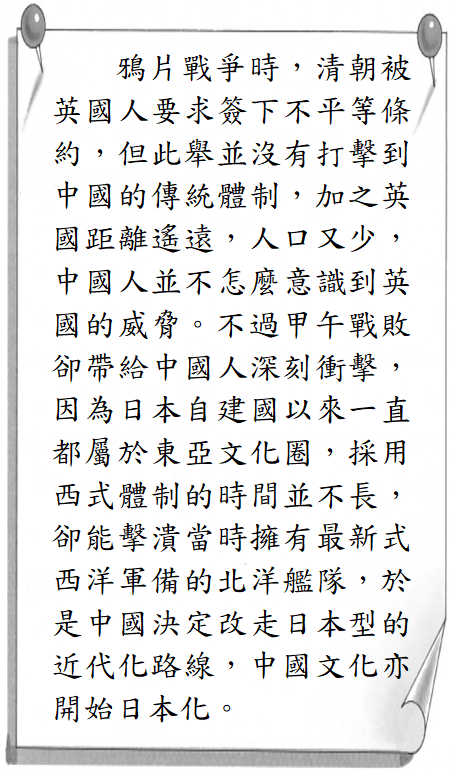 鴉片戰爭時，清朝被
英國人要求簽下不平等條
約，但此舉並沒有打擊到
中國的傳統體制，加之英
國距離遙遠，人口又少，
中國人並不怎麼意識到英
國的威脅。不過甲午戰敗
卻帶給中國人深刻衝擊，
因為日本自建國以來一直
都屬於東亞文化圈，採用
西式體制的時間並不長，
卻能擊潰當時擁有最新式
西洋軍備的北洋艦隊，於
是中國決定改走日本型的
近代化路線，中國文化亦
開始日本化。